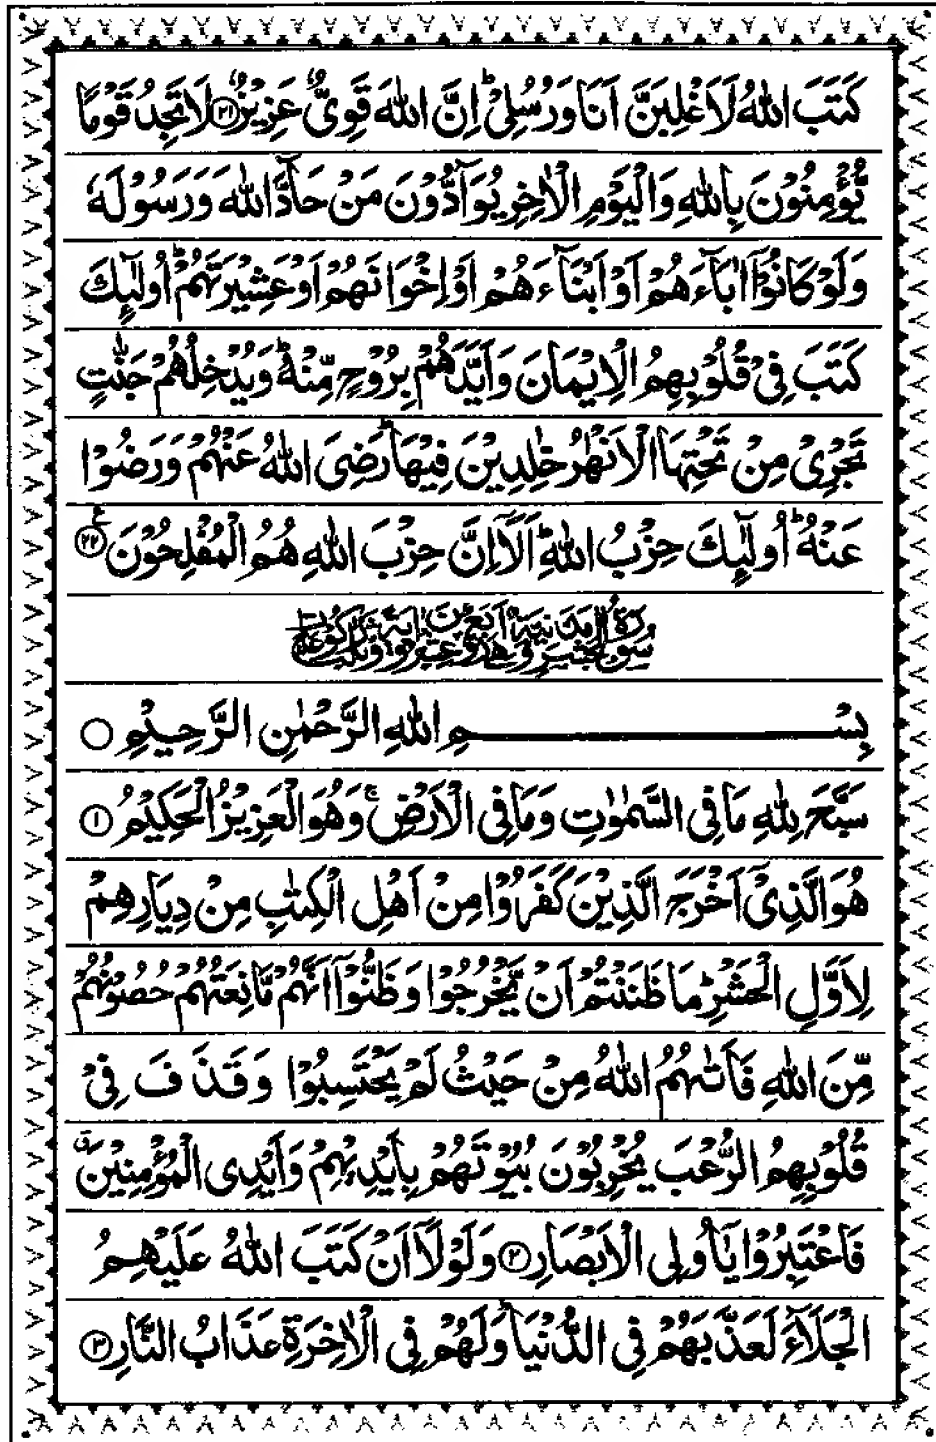 كَتَبَ اللّٰهُ لَاَغْلِبَنَّ اَنَا وَرُسُلِیْ ؕ اِنَّ اللّٰهَ قَوِیٌّ عَزِیْزٌ ﴿۲۱﴾ لَا تَجِدُ قَوْمًا
یُّؤْمِنُوْنَ بِاللّٰهِ وَالْیَوْمِ الْاٰخِرِ یُوَآدُّوْنَ مَنْ حَآدَّ اللّٰهَ وَرَسُوْلَهٗ
وَلَوْ كَانُوْۤا اٰبَآءَهُمْ اَوْ اَبْنَآءَهُمْ اَوْ اِخْوَانَهُمْ اَوْ عَشِیْرَتَهُمْ ؕ اُولٰٓىِٕكَ
كَتَبَ فِیْ قُلُوْبِهِمُ الْاِیْمَانَ وَاَیَّدَهُمْ بِرُوْحٍ مِّنْهُ ؕ وَیُدْخِلُهُمْ جَنّٰتٍ
تَجْرِیْ مِنْ تَحْتِهَا الْاَنْهٰرُ خٰلِدِیْنَ فِیْهَا ؕ رَضِیَ اللّٰهُ عَنْهُمْ وَرَضُوْا
عَنْهُ ؕ اُولٰٓىِٕكَ حِزْبُ اللّٰهِ ؕ اَلَاۤ اِنَّ حِزْبَ اللّٰهِ هُمُ الْمُفْلِحُوْنَ ﴿۲۲﴾
بِسْمِ اللّٰهِ الرَّحْمٰنِ الرَّحِیْمِ
سَبَّحَ لِلّٰهِ مَا فِی السَّمٰوٰتِ وَمَا فِی الْاَرْضِ ۚ وَهُوَ الْعَزِیْزُ الْحَكِیْمُ ﴿۱﴾
هُوَ الَّذِیْۤ اَخْرَجَ الَّذِیْنَ كَفَرُوْا مِنْ اَهْلِ الْكِتٰبِ مِنْ دِیَارِهِمْ
لِاَوَّلِ الْحَشْرِ ؕ مَا ظَنَنْتُمْ اَنْ یَّخْرُجُوْا وَظَنُّوْۤا اَنَّهُمْ مَّانِعَتُهُمْ حُصُوْنُهُمْ
مِّنَ اللّٰهِ فَاَتٰىهُمُ اللّٰهُ مِنْ حَیْثُ لَمْ یَحْتَسِبُوْا وَقَذَفَ فِیْ
قُلُوْبِهِمُ الرُّعْبَ یُخْرِبُوْنَ بُیُوْتَهُمْ بِاَیْدِیْهِمْ وَاَیْدِی الْمُؤْمِنِیْنَ ۗ
فَاعْتَبِرُوْا یٰۤاُولِی الْاَبْصَارِ ﴿۲﴾ وَلَوْلَاۤ اَنْ كَتَبَ اللّٰهُ عَلَیْهِمُ
الْجَلَآءَ لَعَذَّبَهُمْ فِی الدُّنْیَا ؕ وَلَهُمْ فِی الْاٰخِرَةِ عَذَابُ النَّارِ ﴿۳﴾